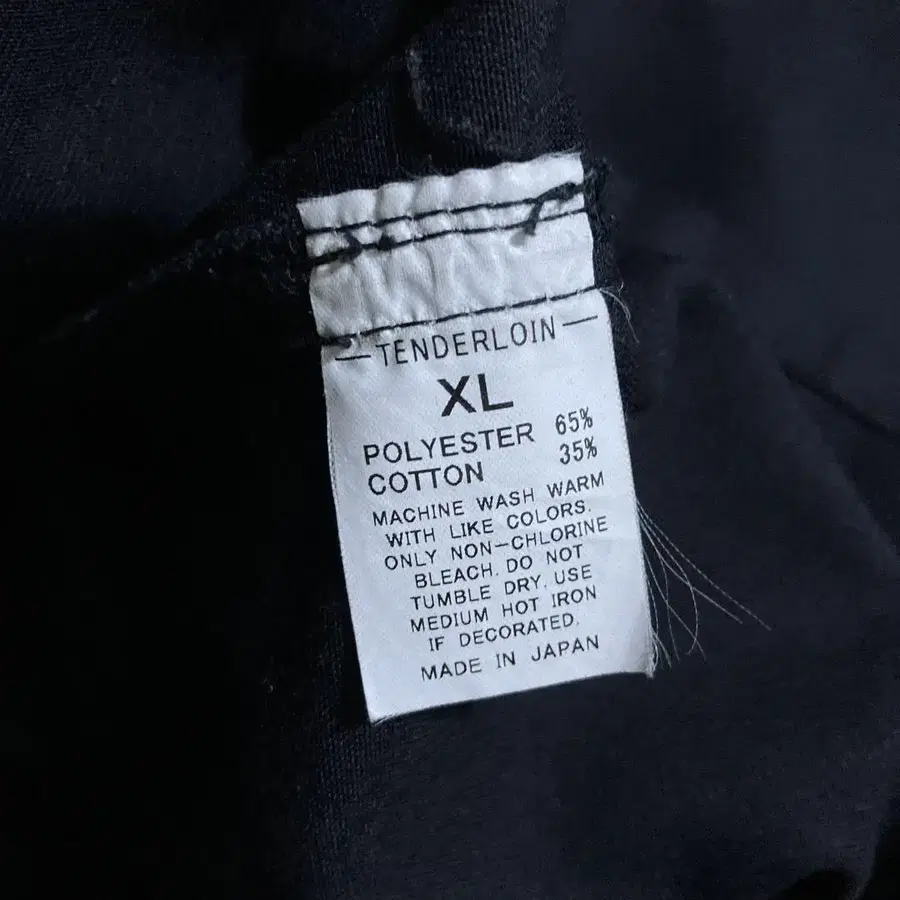 —TENDERLOIN—
XL
POLYESTER 65%
COTTON 35%
MACHINE WASH WARM
WITH LIKE COLORS.
ONLY NON-CHLORINE
BLEACH. DO NOT
TUMBLE DRY. USE
MEDIUM HOT IRON
IF DECORATED.
MADE IN JAPAN